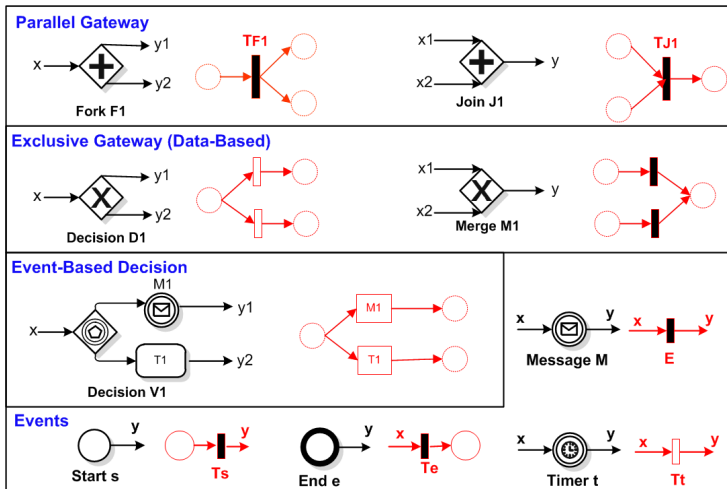 Parallel Gateway
x
y1
y2
Fork F1
TF1
x1
x2
y
Join J1
TJ1
Exclusive Gateway (Data-Based)
x
y1
y2
Decision D1
x1
x2
y
Merge M1
Event-Based Decision
M1
x
y1
T1
y2
Decision V1
M1
T1
x
y
Message M
x
y
E
Events
y
Start s
y
Ts
y
End e
x
Te
x
y
Timer t
x
y
Tt